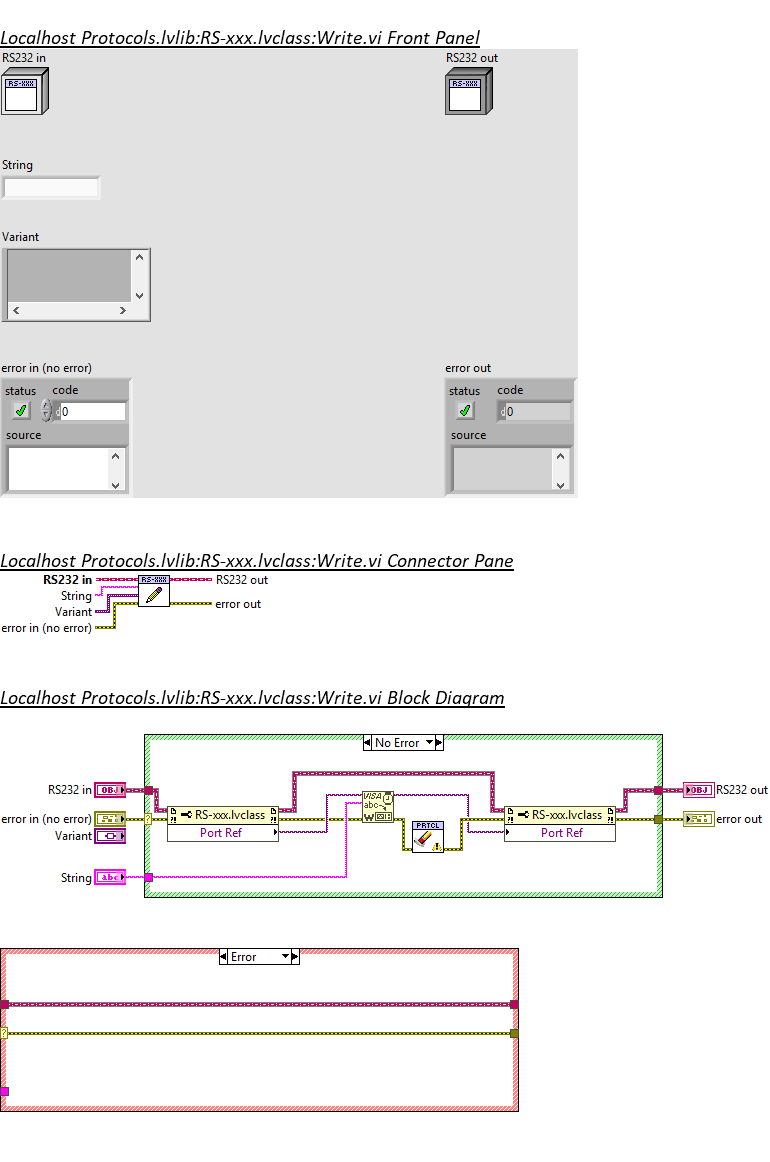 Localhost Protocols.lvlib:RS-xxx.lvclass:Write.vi Front Panel
RS232 in
RS232 out
RS-XXX
RS-XXX
String
Variant
error in (no error)
error out
status
code
status
code
d
0
d
0
source
source
Localhost Protocols.lvlib:RS-xxx.lvclass:Write.vi Connector Pane
RS232 in
RS-XXX
RS232 out
String
error out
Variant
error in (no error)
Localhost Protocols.lvlib:RS-xxx.lvclass:Write.vi Block Diagram
No Error
RS232 in
OBJ
OBJ
RS232 out
VISA
abc
W
error in (no error)
?
RS-xxx.lvclass
RS-xxx.lvclass
error out
PRTCL
Variant
Port Ref
Port Ref
String
abc
Error
?